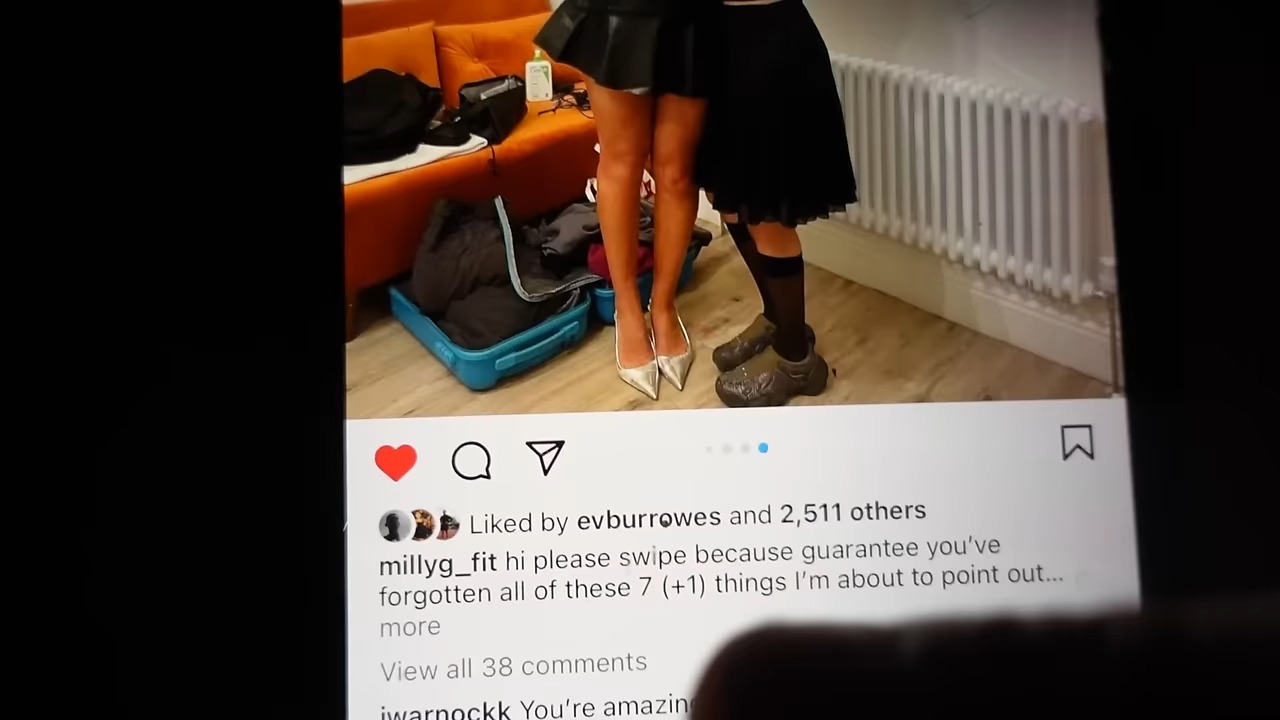 Liked by evburrowes and 2,511 others
millyg_fit hi please swipe because guarantee you've
forgotten all of these 7 (+1) things I'm about to point out...
more
View all 38 comments
jwarnockk You're amazing